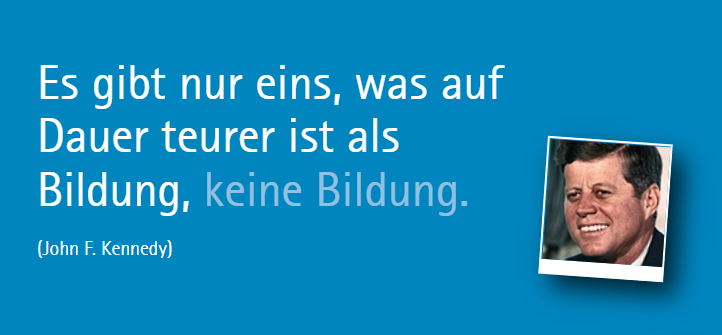 Es gibt nur eins, was auf
Dauer teurer ist als
Bildung, keine Bildung.
(John F. Kennedy)